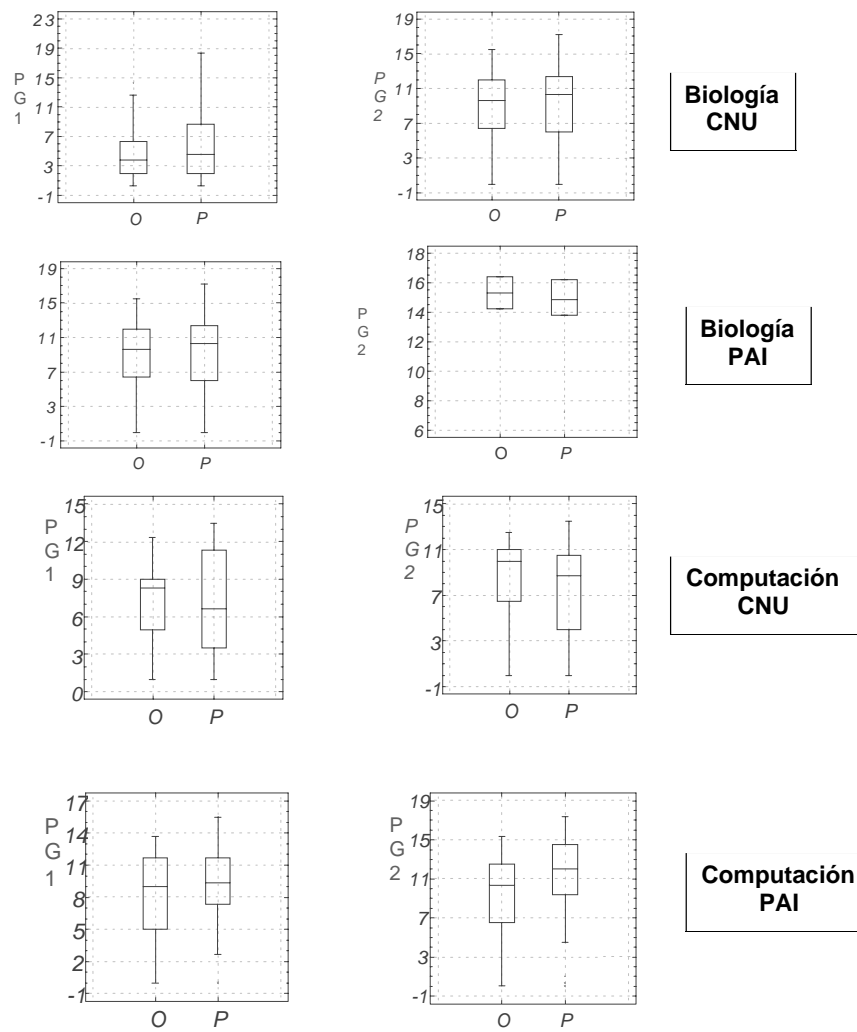 23
19
15
11
7
3
-1
P
G
1
O P
19
15
11
7
3
-1
P
G
2
O P
Biología
CNU
19
15
11
7
3
-1
O P
18
16
14
12
10
8
6
P
G
2
O P
Biología
PAI
15
12
9
6
3
0
P
G
1
O P
15
11
7
3
-1
P
G
2
O P
Computación
CNU
17
14
11
8
5
2
-1
P
G
1
O P
19
15
11
7
3
-1
P
G
2
O P
Computación
PAI